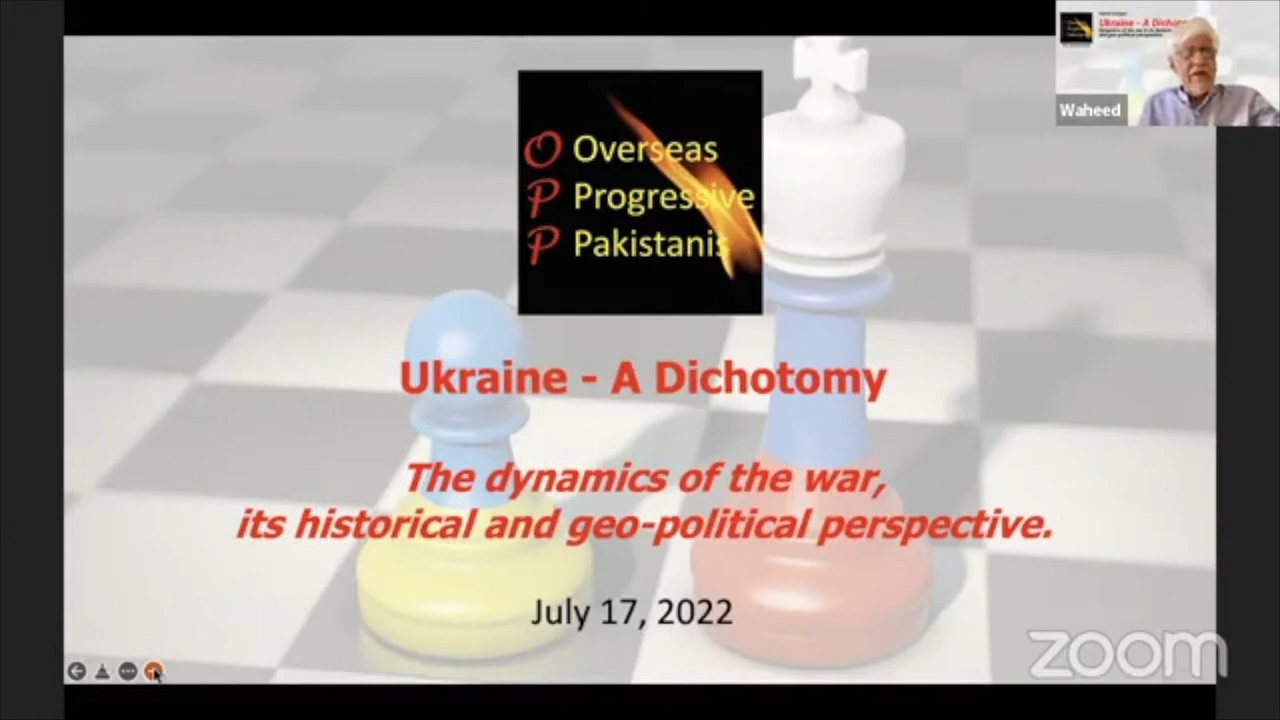 O Overseas
P Progressive
P Pakistanis
Ukraine - A Dichotomy
The dynamics of the war,
its historical and geo-political perspective.
July 17, 2022
Waheed
zoom